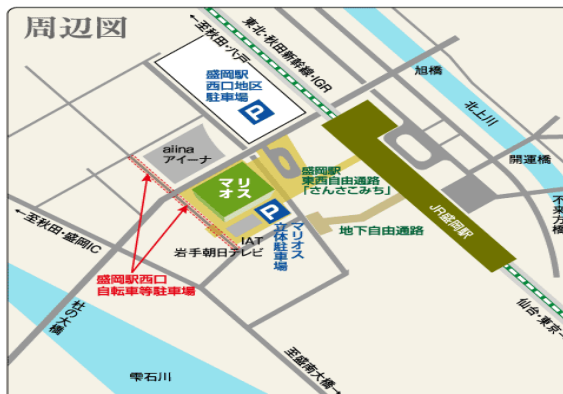 周辺図
←至秋田・八戸
東北・秋田新幹線・IGR
旭橋
北上川
開運橋
不来方橋
盛岡駅
西口地区
駐車場
P
aiina
アイーナ
マリ
オス
盛岡駅
東西自由通路
「さんさこみち」
JR盛岡駅
P
マリオス
立体駐車場
地下自由通路
IAT
岩手朝日テレビ
←至秋田・盛岡IC
盛岡駅西口
自転車等駐車場
杜の大橋
雫石川
至盛南大橋→
仙台・東京→